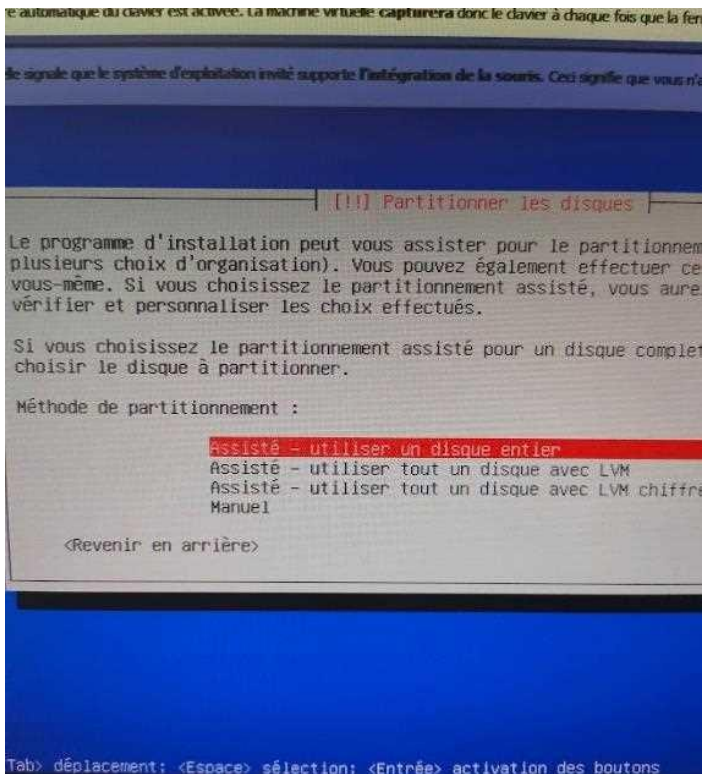 e automatique du clavier est activée. La machine virtuelle capturera donc le clavier à chaque fois que la fen
le signale que le système d'exploitation invité supporte l'intégration de la souris. Ceci signifie que vous n'a
[!!] Partitionner les disques
Le programme d'installation peut vous assister pour le partitionnem
plusieurs choix d'organisation). Vous pouvez également effectuer ce
vous-même. Si vous choisissez le partitionnement assisté, vous aure
vérifier et personnaliser les choix effectués.
Si vous choisissez le partitionnement assisté pour un disque complet
choisir le disque à partitionner.
Méthode de partitionnement :
Assisté - utiliser un disque entier
Assisté - utiliser tout un disque avec LVM
Assisté - utiliser tout un disque avec LVM chiffré
Manuel
<Revenir en arrière>
Tab> déplacement; <Espace> sélection; <Entrée> activation des boutons